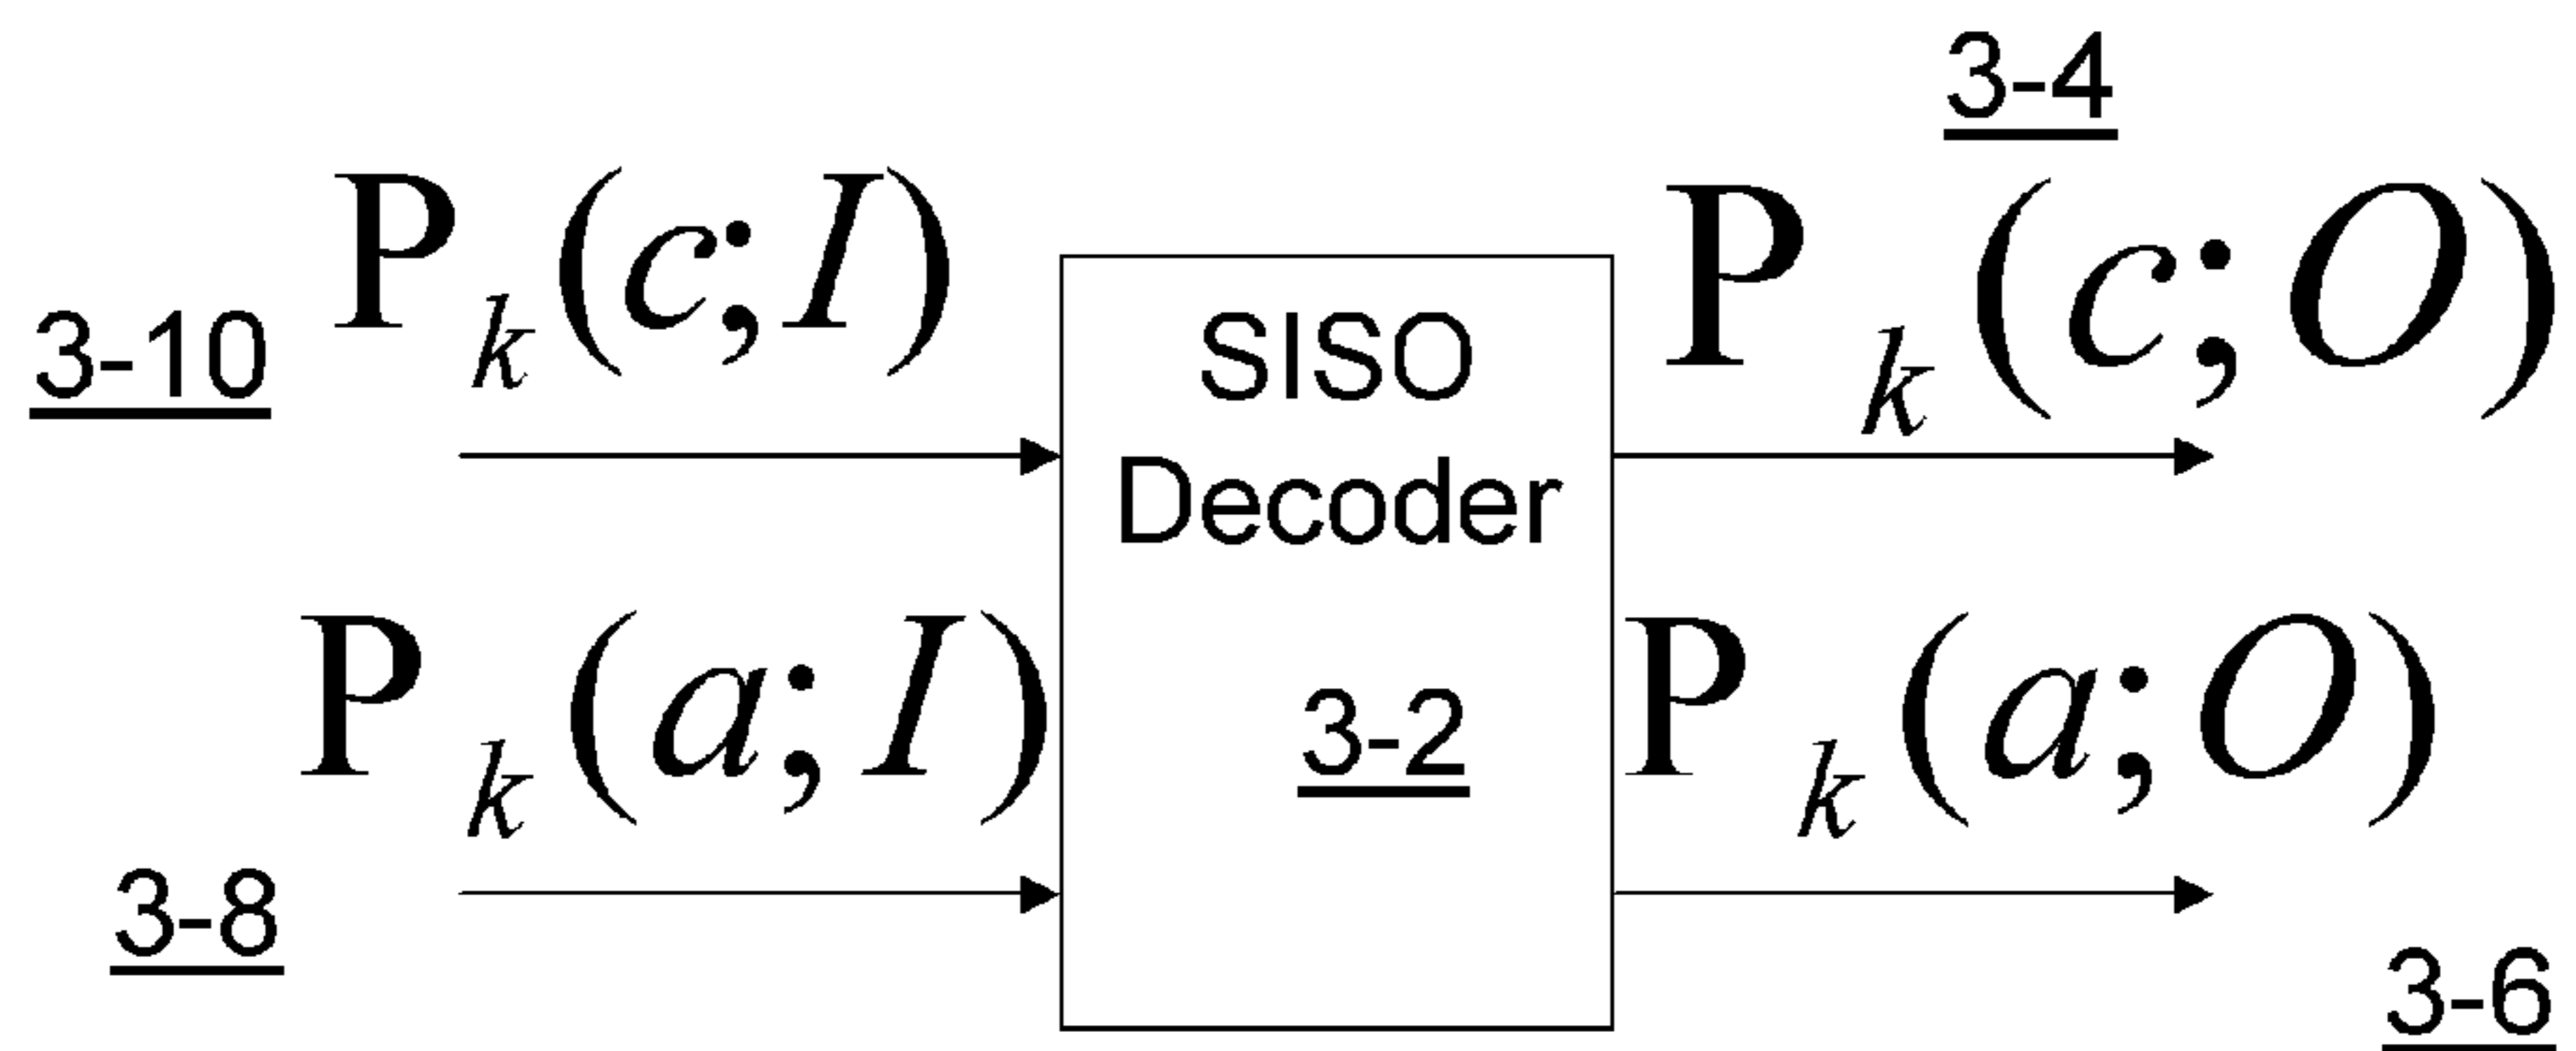 3-4
P_k(c;I)
P_k(c;O)
3-10
SISO
Decoder
P_k(a;I)
3-2
P_k(a;O)
3-8
3-6